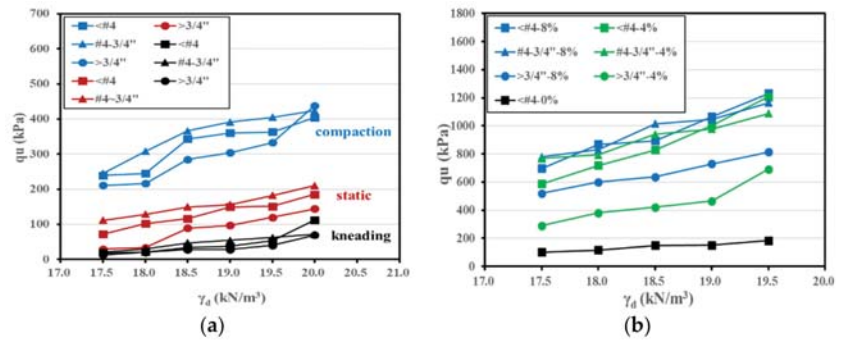 700
600
500
400
300
200
100
0
qu (kPa)
<#4 >3/4"
#4-3/4" <#4
>3/4" #4-3/4"
<#4 >3/4"
#4~3/4"
compaction
static
kneading
17.0 17.5 18.0 18.5 19.0 19.5 20.0 20.5 21.0
γd (kN/m³)
(a)
1800
1600
1400
1200
1000
800
600
400
200
0
qu (kPa)
<#4-8% <#4-4%
#4-3/4"-8% #4-3/4"-4%
>3/4"-8% >3/4"-4%
<#4-0%
17.0 17.5 18.0 18.5 19.0 19.5
γd (kN/m³)
(b)